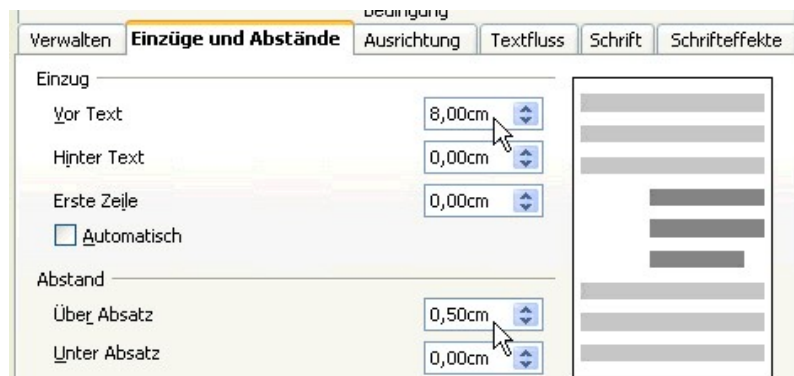 Bedingung
Verwalten Einzüge und Abstände Ausrichtung Textfluss Schrift Schrifteffekte
Einzug
Vor Text 8,00cm
Hinter Text 0,00cm
Erste Zeile 0,00cm
Automatisch
Abstand
Über Absatz 0,50cm
Unter Absatz 0,00cm